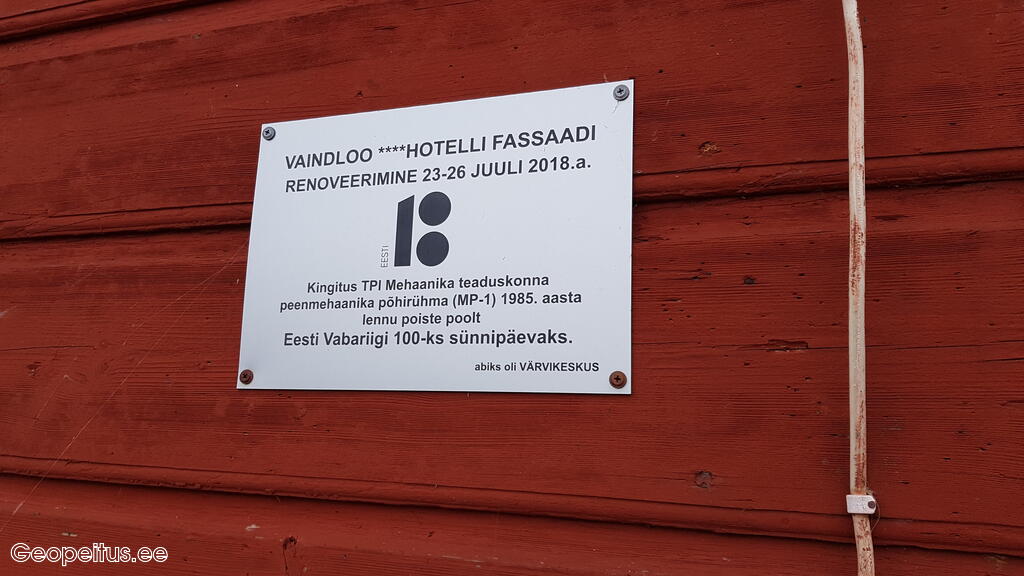 VAINDLOO ****HOTELLI FASSAADI
RENOVEERIMINE 23-26 JUULI 2018.a.
EESTI
Kingitus TPI Mehaanika teaduskonna
peenmehaanika põhirühma (MP-1) 1985. aasta
lennu poiste poolt
Eesti Vabariigi 100-ks sünnipäevaks.
abiks oli VÄRVIKESKUS
Geopeitus.ee